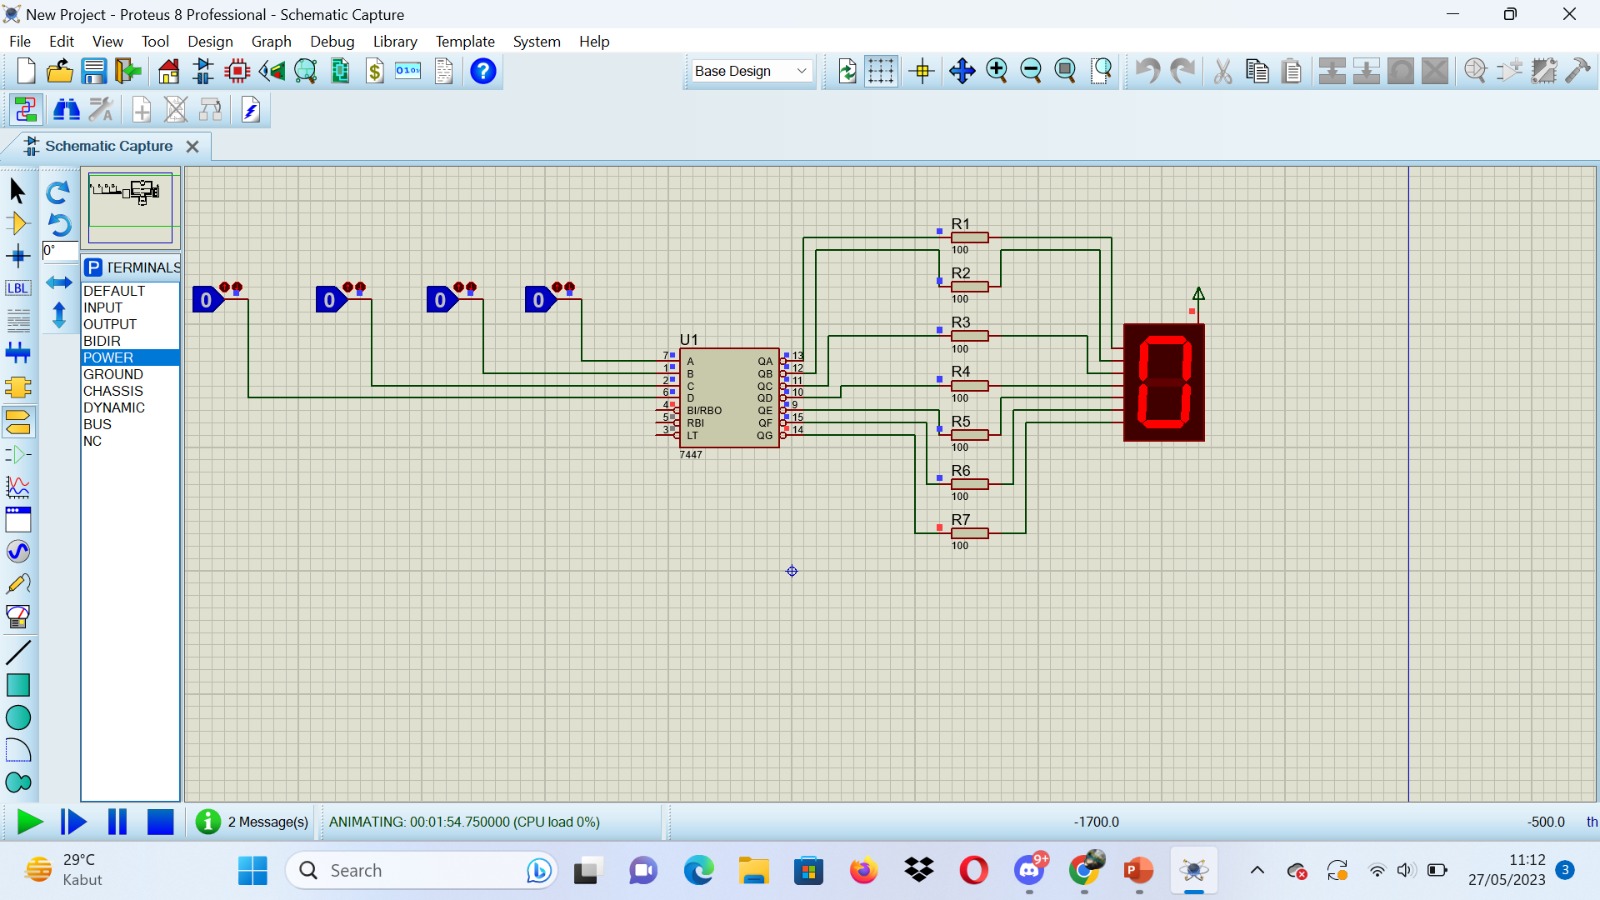 New Project - Proteus 8 Professional - Schematic Capture
File Edit View Tool Design Graph Debug Library Template System Help
Base Design
Schematic Capture
0°
P TERMINALS
DEFAULT
INPUT
OUTPUT
BIDIR
POWER
GROUND
CHASSIS
DYNAMIC
BUS
NC
LBL
0 0 0 0
U1
7 A QA 13
1 B QB 12
2 C QC 11
6 D QD 10
4 BI/RBO QE 9
5 RBI QF 15
3 LT QG 14
7447
R1
100
R2
100
R3
100
R4
100
R5
100
R6
100
R7
100
0
2 Message(s) ANIMATING: 00:01:54.750000 (CPU load 0%) -1700.0 -500.0 th
29°C
Kabut
Search
9+
11:12
27/05/2023
3